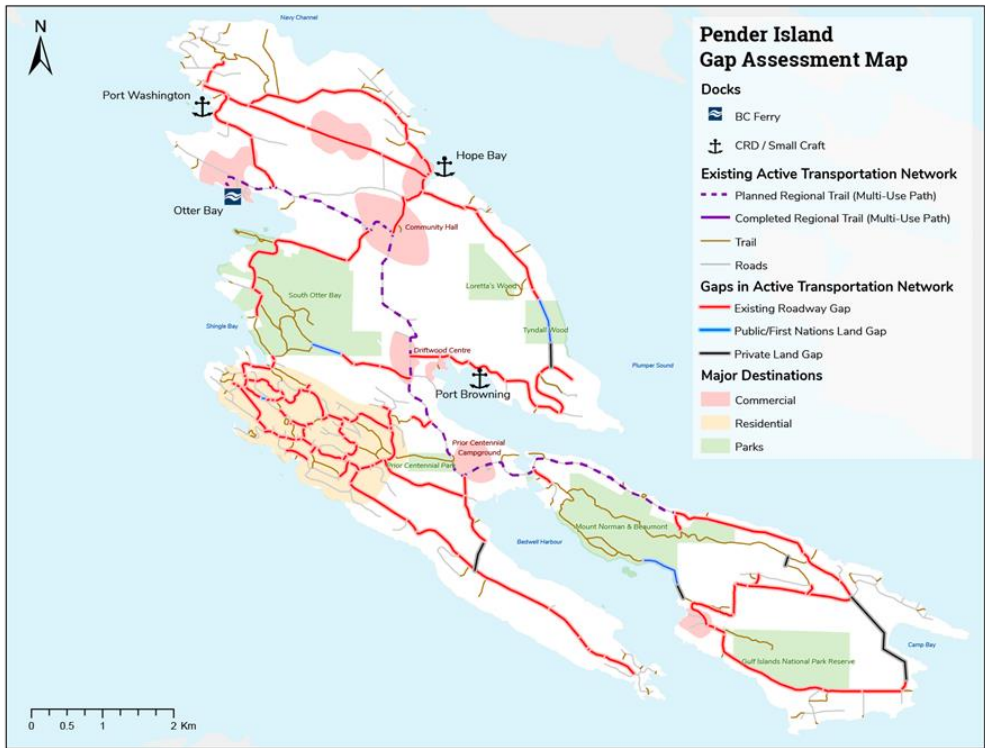 N
Navy Channel
Port Washington
Hope Bay
Otter Bay
Community Hall
Loretta's Wood
South Otter Bay
Tyndall Wood
Shingle Bay
Driftwood Centre
Plumper Sound
Port Browning
Prior Centennial
Campground
Prior Centennial Park
Mount Norman & Beaumont
Bedwell Harbour
Camp Bay
Gulf Islands National Park Reserve
0 0.5 1 2 Km
Pender Island
Gap Assessment Map
Docks
BC Ferry
CRD / Small Craft
Existing Active Transportation Network
Planned Regional Trail (Multi-Use Path)
Completed Regional Trail (Multi-Use Path)
Trail
Roads
Gaps in Active Transportation Network
Existing Roadway Gap
Public/First Nations Land Gap
Private Land Gap
Major Destinations
Commercial
Residential
Parks